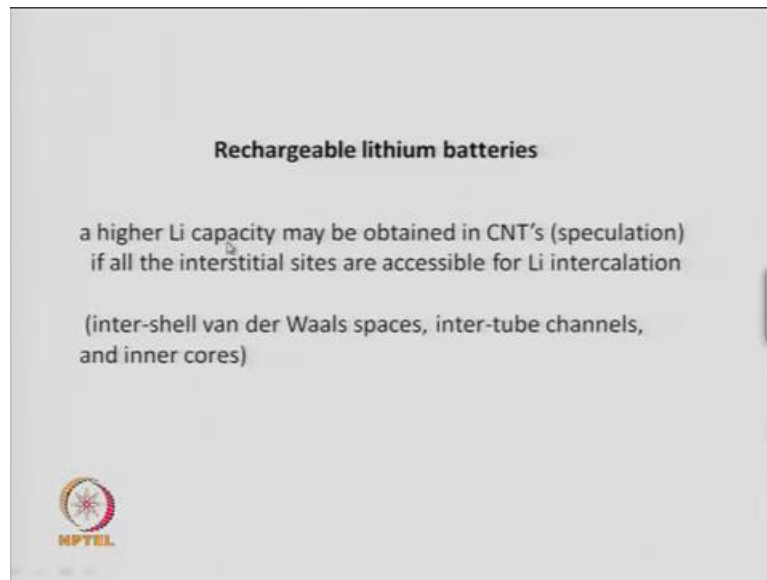 Rechargeable lithium batteries
a higher Li capacity may be obtained in CNT's (speculation)
if all the interstitial sites are accessible for Li intercalation
(inter-shell van der Waals spaces, inter-tube channels,
and inner cores)
NPTEL